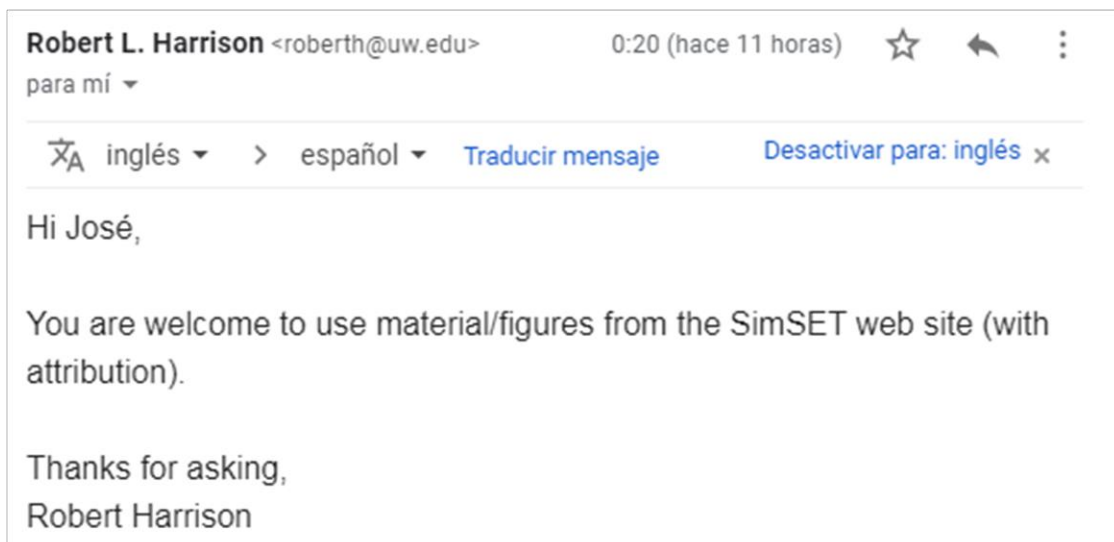 Robert L. Harrison <roberth@uw.edu> 0:20 (hace 11 horas)
para mí
inglés > español Traducir mensaje Desactivar para: inglés ×
Hi José,
You are welcome to use material/figures from the SimSET web site (with
attribution).
Thanks for asking,
Robert Harrison